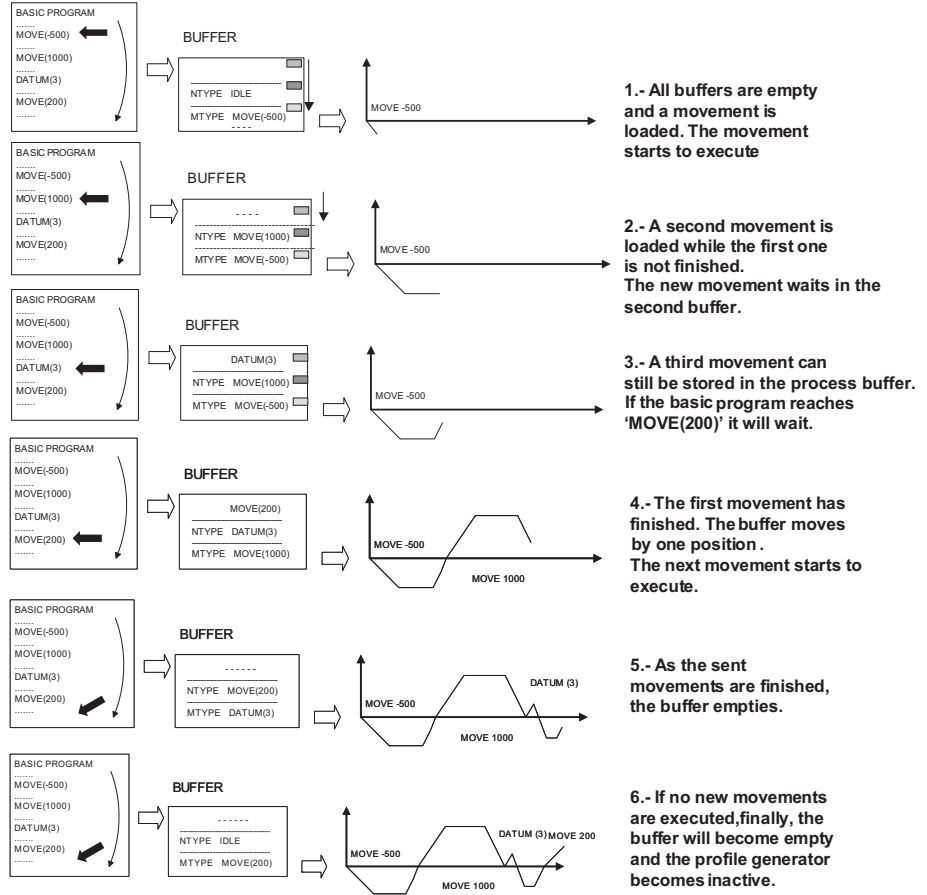 BASIC PROGRAM
.......
MOVE(-500)
.......
MOVE(1000)
.......
DATUM(3)
.......
MOVE(200)
.......
BUFFER
NTYPE IDLE
MTYPE MOVE(-500)
- - - -
MOVE -500
1.- All buffers are empty
and a movement is
loaded. The movement
starts to execute
BASIC PROGRAM
.......
MOVE(-500)
.......
MOVE(1000)
.......
DATUM(3)
.......
MOVE(200)
.......
BUFFER
- - - -
NTYPE MOVE(1000)
MTYPE MOVE(-500)
MOVE -500
2.- A second movement is
loaded while the first one
is not finished.
The new movement waits in the
second buffer.
BASIC PROGRAM
.......
MOVE(-500)
.......
MOVE(1000)
.......
DATUM(3)
.......
MOVE(200)
.......
BUFFER
DATUM(3)
NTYPE MOVE(1000)
MTYPE MOVE(-500)
MOVE -500
3.- A third movement can
still be stored in the process buffer.
If the basic program reaches
‘MOVE(200)’ it will wait.
BASIC PROGRAM
.......
MOVE(-500)
.......
MOVE(1000)
.......
DATUM(3)
.......
MOVE(200)
.......
BUFFER
MOVE(200)
NTYPE DATUM(3)
MTYPE MOVE(1000)
MOVE -500
MOVE 1000
4.- The first movement has
finished. The buffer moves
by one position .
The next movement starts to
execute.
BASIC PROGRAM
.......
MOVE(-500)
.......
MOVE(1000)
.......
DATUM(3)
.......
MOVE(200)
.......
BUFFER
- - - - - -
NTYPE MOVE(200)
MTYPE DATUM(3)
MOVE -500
MOVE 1000
DATUM (3)
5.- As the sent
movements are finished,
the buffer empties.
BASIC PROGRAM
.......
MOVE(-500)
.......
MOVE(1000)
.......
DATUM(3)
.......
MOVE(200)
.......
BUFFER
- - - - - -
NTYPE IDLE
MTYPE MOVE(200)
MOVE -500
MOVE 1000
DATUM (3) MOVE 200
6.- If no new movements
are executed,finally, the
buffer will become empty
and the profile generator
becomes inactive.